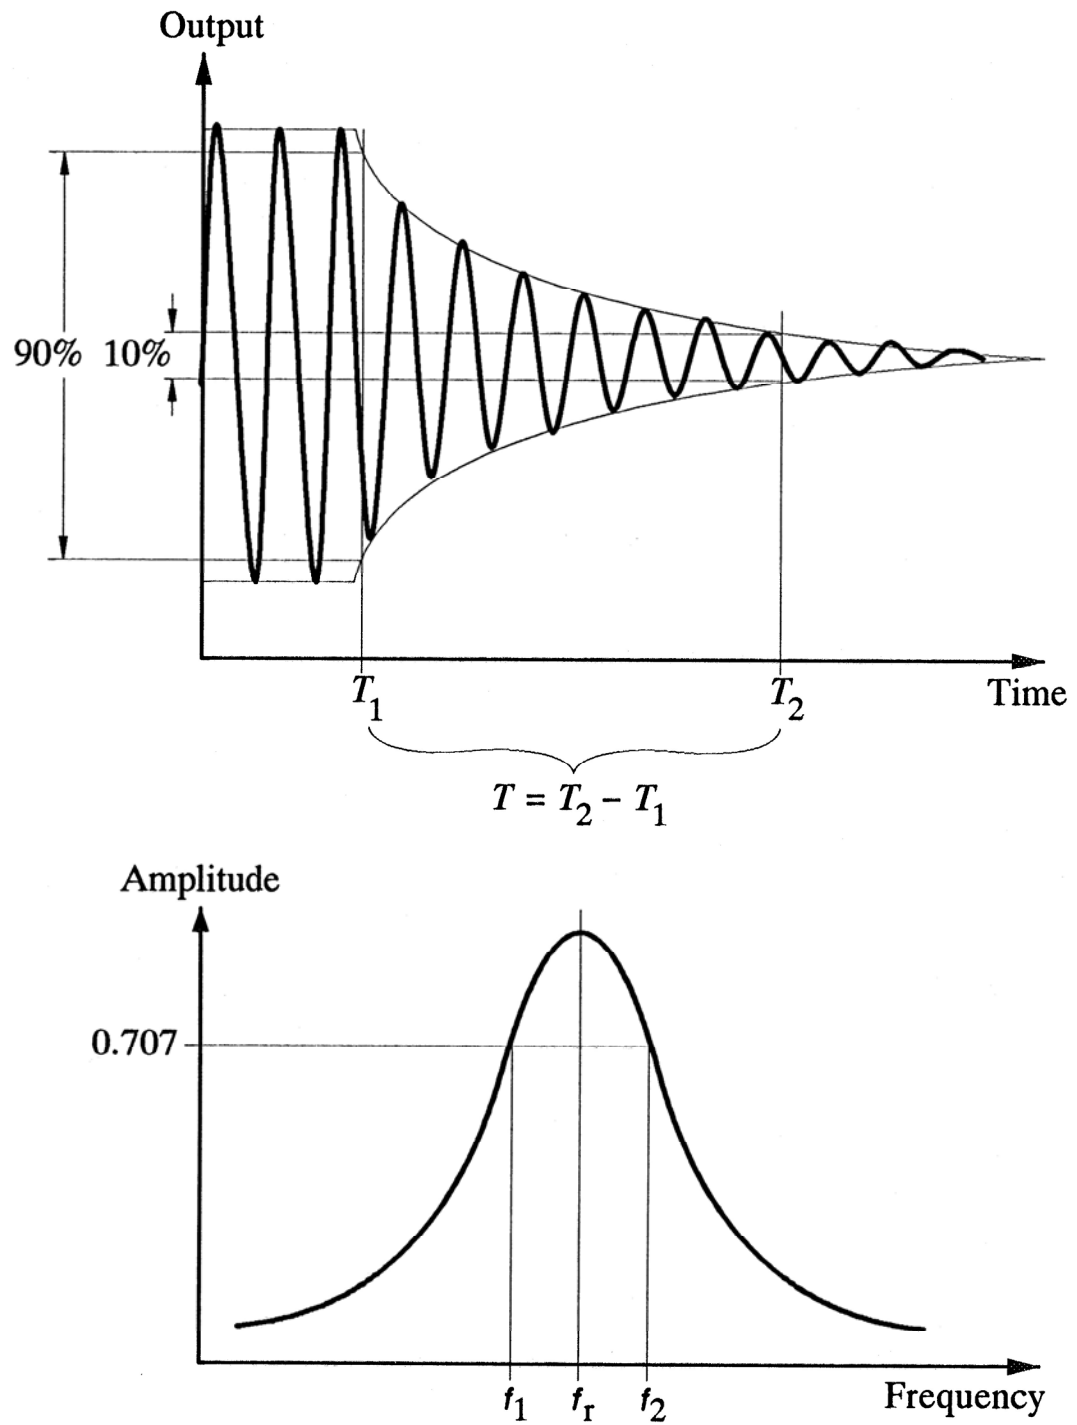 Output
90% 10%
T1 T2 Time
T = T2 − T1
Amplitude
0.707
f1 fr f2 Frequency